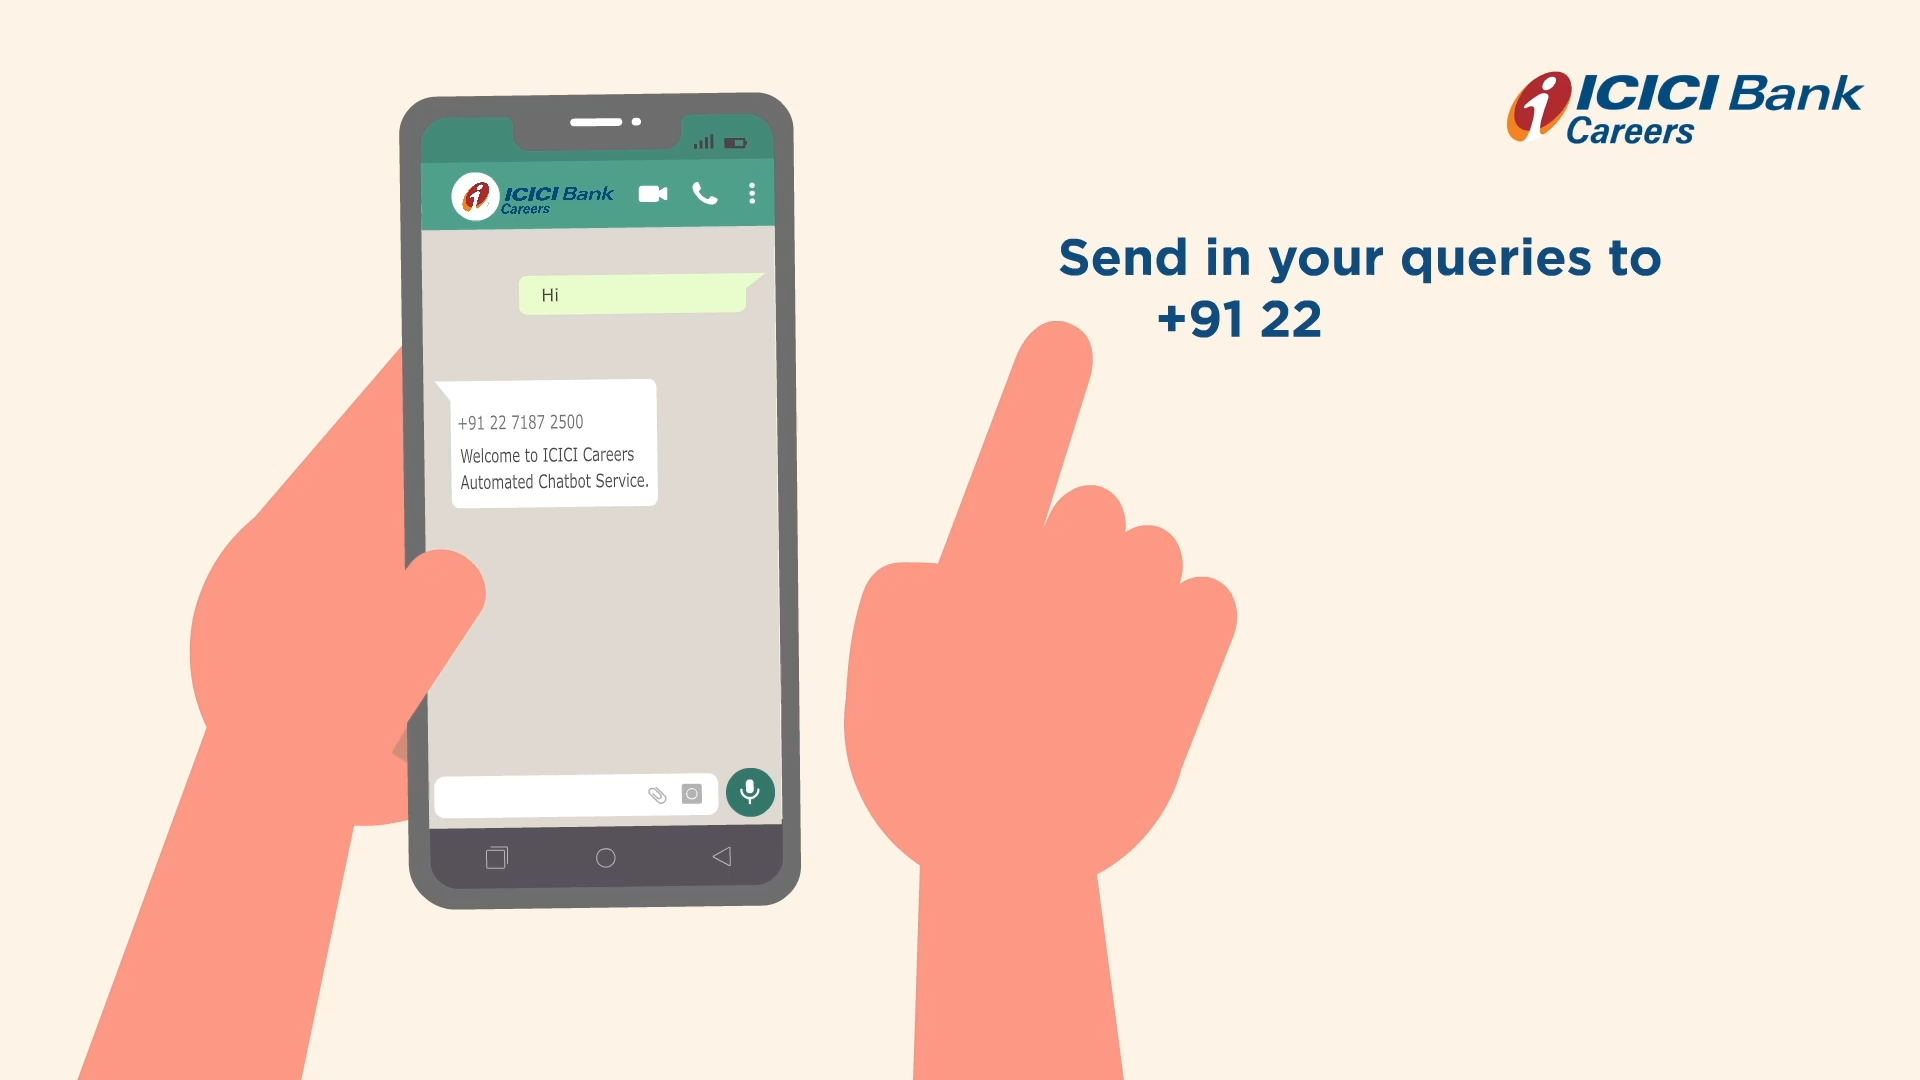 ICICI Bank
Careers
Send in your queries to
+91 22
ICICI Bank
Careers
Hi
+91 22 7187 2500
Welcome to ICICI Careers
Automated Chatbot Service.